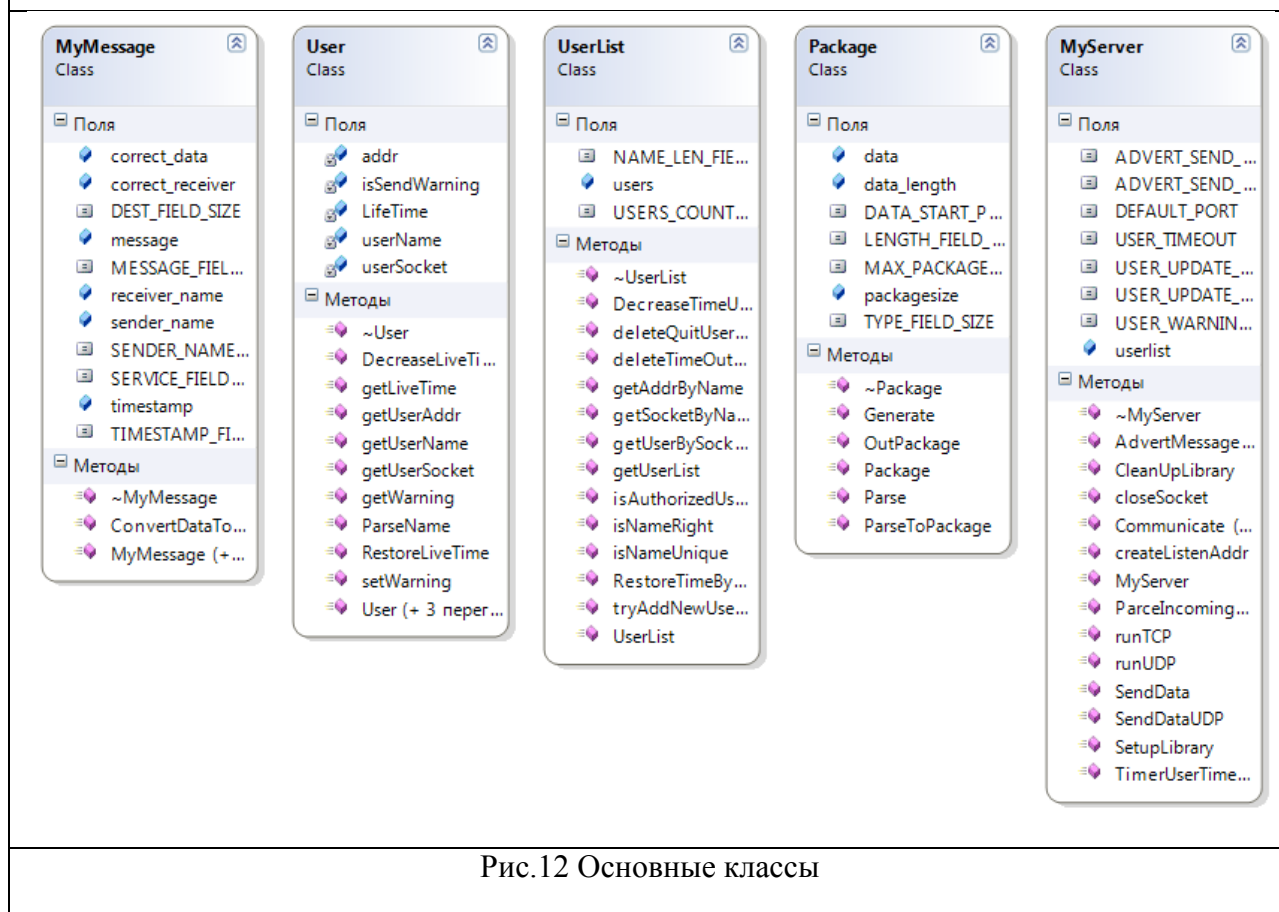 MyMessage
Class
Поля
correct_data
correct_receiver
DEST_FIELD_SIZE
message
MESSAGE_FIEL...
receiver_name
sender_name
SENDER_NAME...
SERVICE_FIELD...
timestamp
TIMESTAMP_FI...
Методы
~MyMessage
ConvertDataTo...
MyMessage (+...
User
Class
Поля
addr
isSendWarning
LifeTime
userName
userSocket
Методы
~User
DecreaseLiveTi...
getLiveTime
getUserAddr
getUserName
getUserSocket
getWarning
ParseName
RestoreLiveTime
setWarning
User (+ 3 перег...
UserList
Class
Поля
NAME_LEN_FIE...
users
USERS_COUNT...
Методы
~UserList
DecreaseTimeU...
deleteQuitUser...
deleteTimeOut...
getAddrByName
getSocketByNa...
getUserBySock...
getUserList
isAuthorizedUs...
isNameRight
isNameUnique
RestoreTimeBy...
tryAddNewUse...
UserList
Package
Class
Поля
data
data_length
DATA_START_P...
LENGTH_FIELD_...
MAX_PACKAGE...
packagesize
TYPE_FIELD_SIZE
Методы
~Package
Generate
OutPackage
Package
Parse
ParseToPackage
MyServer
Class
Поля
ADVERT_SEND_...
ADVERT_SEND_...
DEFAULT_PORT
USER_TIMEOUT
USER_UPDATE_...
USER_UPDATE_...
USER_WARNIN...
userlist
Методы
~MyServer
AdvertMessage...
CleanUpLibrary
closeSocket
Communicate (...
createListenAddr
MyServer
ParceIncoming...
runTCP
runUDP
SendData
SendDataUDP
SetupLibrary
TimerUserTime...
Рис.12 Основные классы